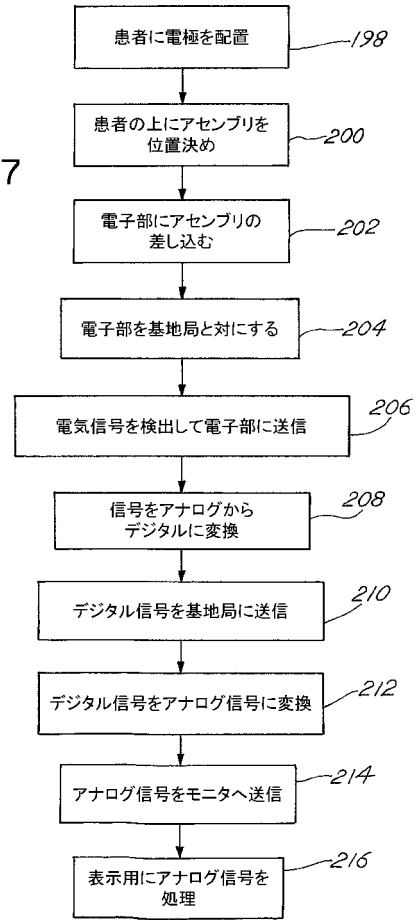 患者に電極を配置
198
患者の上にアセンブリを
位置決め
200
7
電子部にアセンブリの
差し込む
202
電子部を基地局と対にする
204
電気信号を検出して電子部に送信
206
信号をアナログから
デジタルに変換
208
デジタル信号を基地局に送信
210
デジタル信号をアナログ信号に変換
212
アナログ信号をモニタへ送信
214
表示用にアナログ信号を
処理
216